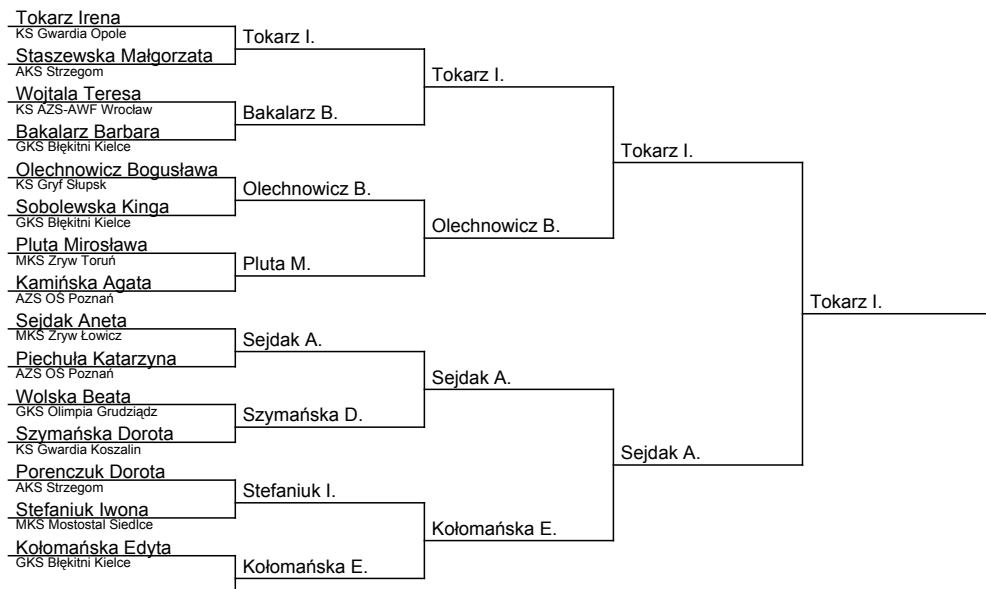 Tokarz Irena
KS Gwardia Opole
Staszewska Małgorzata
AKS Strzegom
Wojtala Teresa
KS AZS-AWF Wrocław
Bakalarz Barbara
GKS Błękitni Kielce
Olechnowicz Bogusława
KS Gryf Słupsk
Sobolewska Kinga
GKS Błękitni Kielce
Pluta Mirosława
MKS Zryw Toruń
Kamińska Agata
AZS OŚ Poznań
Sejdak Aneta
MKS Zryw Łowicz
Piechuła Katarzyna
AZS OŚ Poznań
Wolska Beata
GKS Olimpia Grudziądz
Szymańska Dorota
KS Gwardia Koszalin
Porenczuk Dorota
AKS Strzegom
Stefaniuk Iwona
MKS Mostostal Siedlce
Kołomańska Edyta
GKS Błękitni Kielce
Tokarz I.
Bakalarz B.
Olechnowicz B.
Pluta M.
Sejdak A.
Szymańska D.
Stefaniuk I.
Kołomańska E.
Tokarz I.
Olechnowicz B.
Sejdak A.
Kołomańska E.
Tokarz I.
Sejdak A.
Tokarz I.